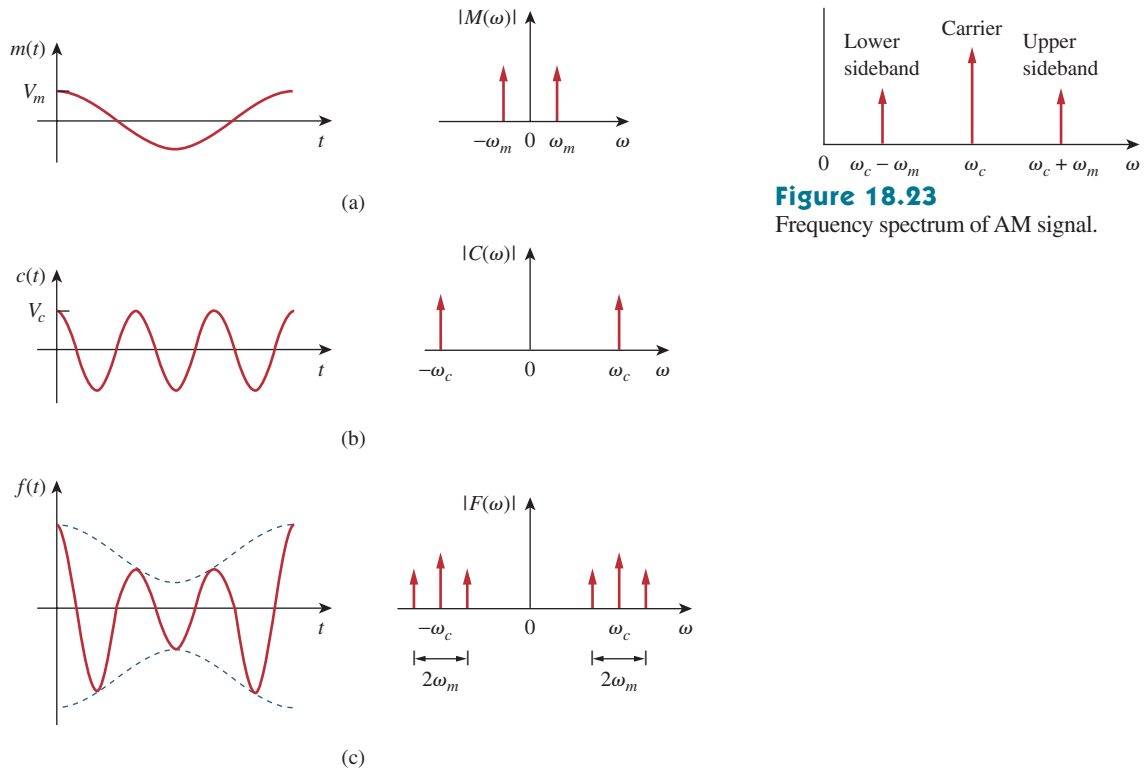 m(t)
V_m
t
|M(ω)|
−ω_m 0 ω_m ω
(a)
c(t)
V_c
t
|C(ω)|
−ω_c 0 ω_c ω
(b)
f(t)
t
|F(ω)|
−ω_c 0 ω_c ω
2ω_m 2ω_m
(c)
Lower
sideband
Carrier
Upper
sideband
0 ω_c − ω_m ω_c ω_c + ω_m ω
Figure 18.23
Frequency spectrum of AM signal.